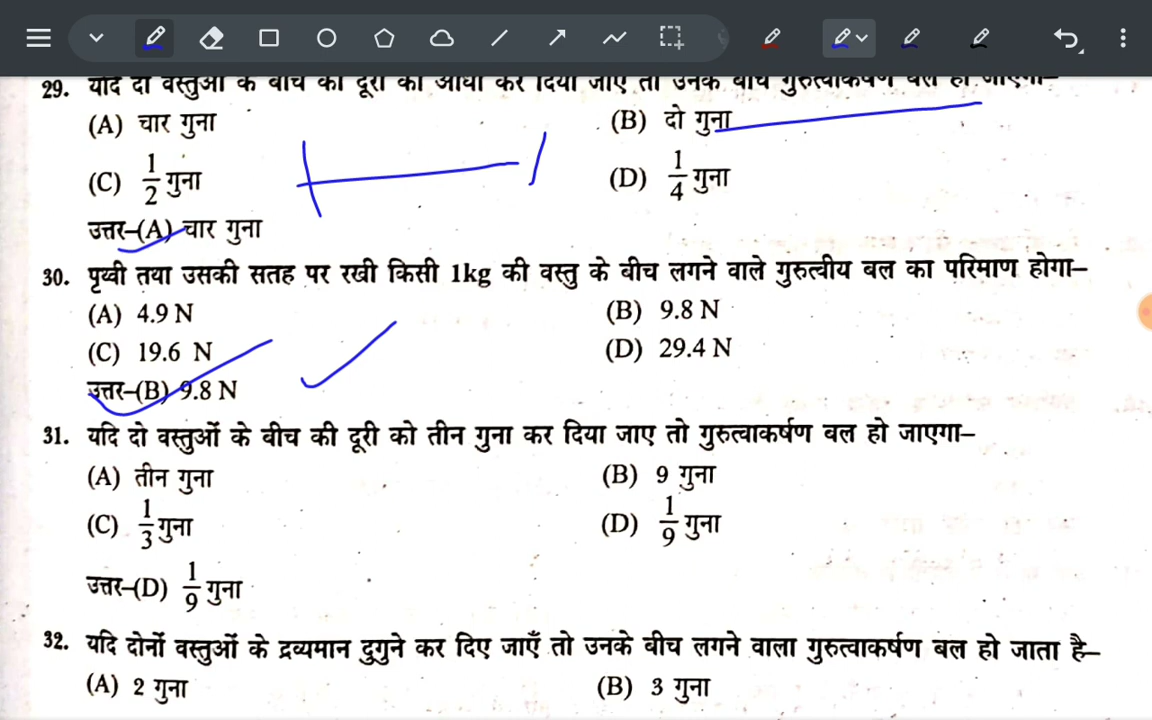 29. यदि दो वस्तुओं के बीच की दूरी को आधा कर दिया जाए तो उनके बीच गुरुत्वाकर्षण बल हो जाएगा–
(A) चार गुना (B) दो गुना
(C) 1/2 गुना (D) 1/4 गुना
उत्तर–(A) चार गुना
30. पृथ्वी तथा उसकी सतह पर रखी किसी 1kg की वस्तु के बीच लगने वाले गुरुत्वीय बल का परिमाण होगा–
(A) 4.9 N (B) 9.8 N
(C) 19.6 N (D) 29.4 N
उत्तर–(B) 9.8 N
31. यदि दो वस्तुओं के बीच की दूरी को तीन गुना कर दिया जाए तो गुरुत्वाकर्षण बल हो जाएगा–
(A) तीन गुना (B) 9 गुना
(C) 1/3 गुना (D) 1/9 गुना
उत्तर–(D) 1/9 गुना
32. यदि दोनों वस्तुओं के द्रव्यमान दुगुने कर दिए जाएँ तो उनके बीच लगने वाला गुरुत्वाकर्षण बल हो जाता है–
(A) 2 गुना (B) 3 गुना